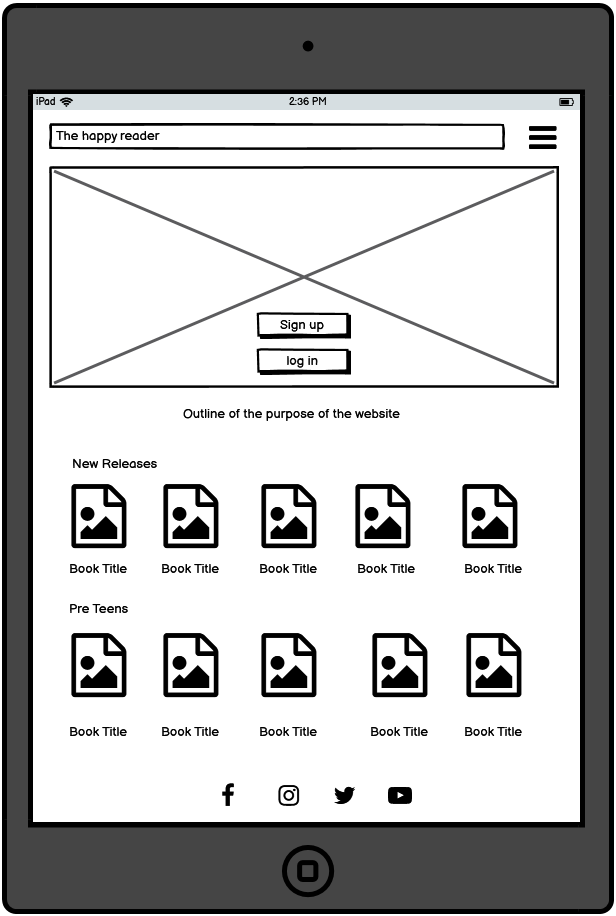 iPad 2:36 PM
The happy reader
Sign up
log in
Outline of the purpose of the website
New Releases
Book Title Book Title Book Title Book Title Book Title
Pre Teens
Book Title Book Title Book Title Book Title Book Title